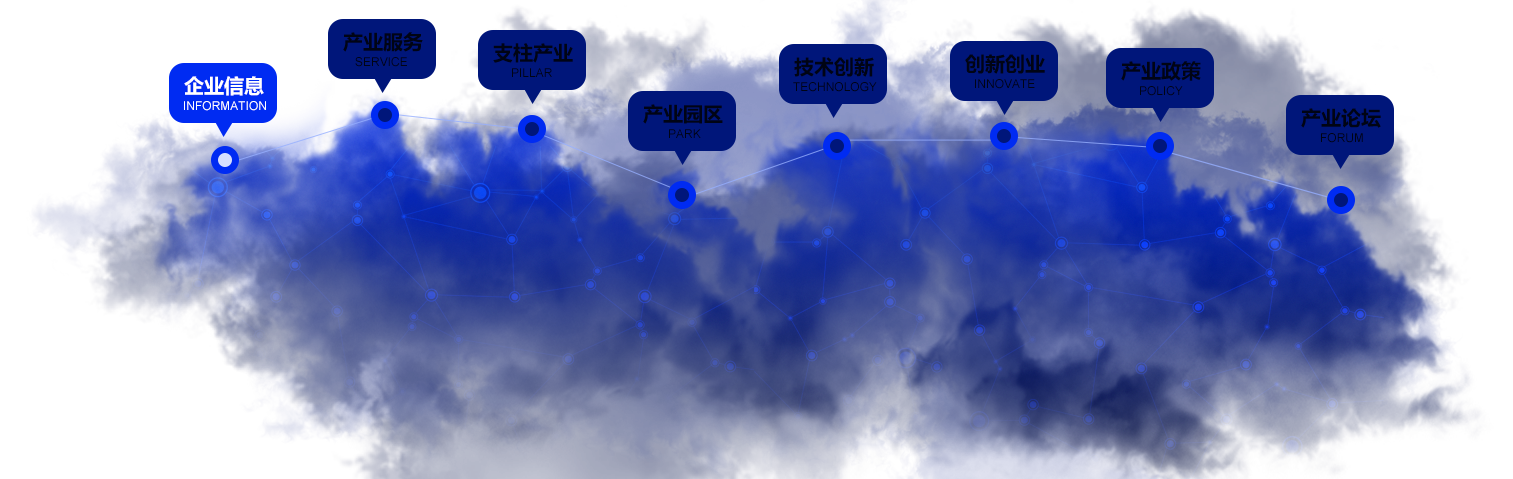 企业信息
INFORMATION
产业服务
SERVICE
支柱产业
PILLAR
产业园区
PARK
技术创新
TECHNOLOGY
创新创业
INNOVATE
产业政策
POLICY
产业论坛
FORUM